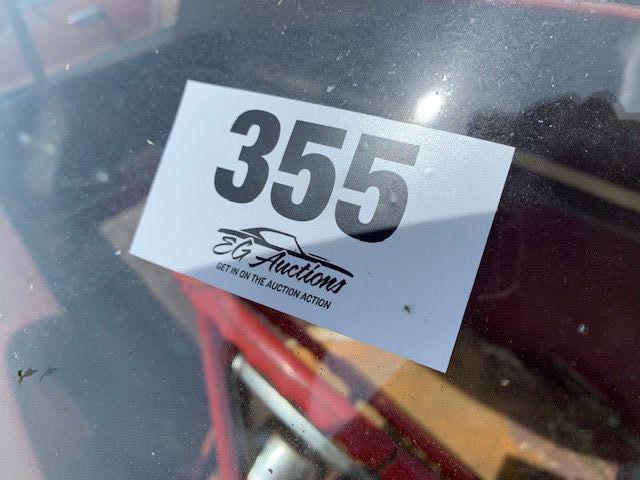 355
EG Auctions
GET IN ON THE AUCTION ACTION